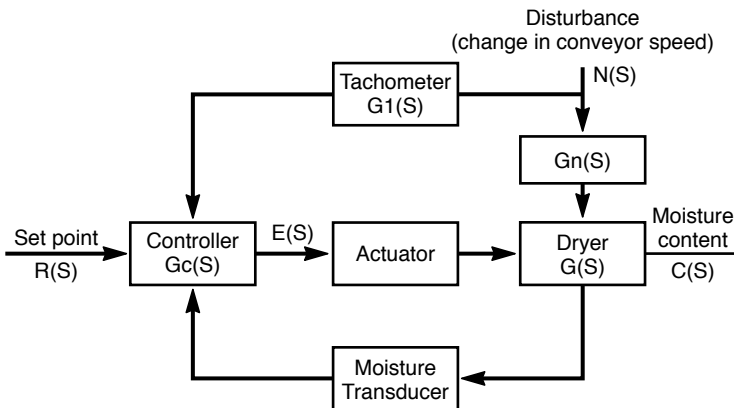 Disturbance
(change in conveyor speed)
N(S)
Tachometer
G1(S)
Gn(S)
Set point
R(S)
Controller
Gc(S)
E(S)
Actuator
Dryer
G(S)
Moisture
content
C(S)
Moisture
Transducer